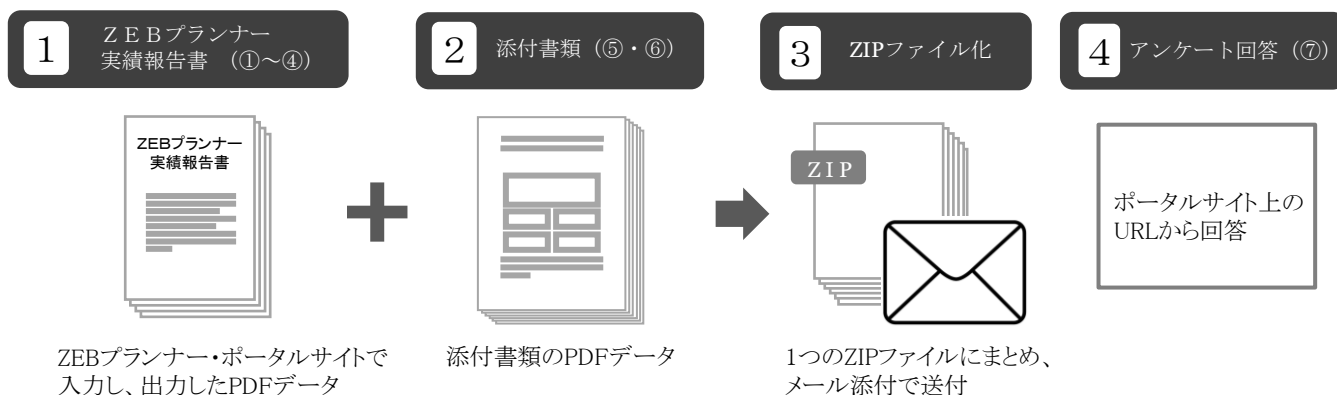 1
ＺＥＢプランナー
実績報告書　（①～④）
2
添付書類（⑤・⑥）
3
ZIPファイル化
4
アンケート回答（⑦）
ZEBプランナー
実績報告書
ZIP
ポータルサイト上の
URLから回答
ZEBプランナー・ポータルサイトで
入力し、出力したPDFデータ
添付書類のPDFデータ
1つのZIPファイルにまとめ、
メール添付で送付